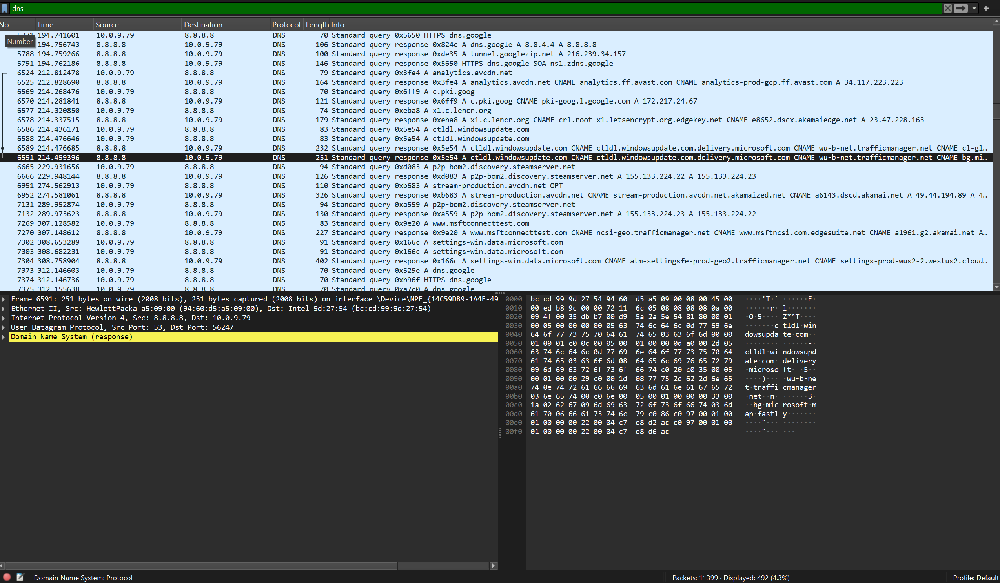 dns
No. Time Source Destination Protocol Length Info
5771 194.741601 10.0.9.79 8.8.8.8 DNS 70 Standard query 0x5650 HTTPS dns.google
Number 194.756743 8.8.8.8 10.0.9.79 DNS 106 Standard query response 0x824c A dns.google A 8.8.4.4 A 8.8.8.8
5788 194.759266 8.8.8.8 10.0.9.79 DNS 100 Standard query response 0xde35 A tunnel.googlezip.net A 216.239.34.157
5791 194.762186 8.8.8.8 10.0.9.79 DNS 146 Standard query response 0x5650 HTTPS dns.google SOA ns1.zdns.google
6524 212.812478 10.0.9.79 8.8.8.8 DNS 79 Standard query 0x3fe4 A analytics.avcdn.net
6525 212.828690 8.8.8.8 10.0.9.79 DNS 164 Standard query response 0x3fe4 A analytics.avcdn.net CNAME analytics.ff.avast.com CNAME analytics-prod-gcp.ff.avast.com A 34.117.223.223
6569 214.268476 10.0.9.79 8.8.8.8 DNS 70 Standard query 0x6ff9 A c.pki.goog
6570 214.281841 8.8.8.8 10.0.9.79 DNS 121 Standard query response 0x6ff9 A c.pki.goog CNAME pki-goog.l.google.com A 172.217.24.67
6577 214.320850 10.0.9.79 8.8.8.8 DNS 74 Standard query 0xeba8 A x1.c.lencr.org
6578 214.337515 8.8.8.8 10.0.9.79 DNS 179 Standard query response 0xeba8 A x1.c.lencr.org CNAME crl.root-x1.letsencrypt.org.edgekey.net CNAME e8652.dscx.akamaiedge.net A 23.47.228.163
6586 214.436171 10.0.9.79 8.8.8.8 DNS 83 Standard query 0x5e54 A ctldl.windowsupdate.com
6588 214.476646 10.0.9.79 8.8.8.8 DNS 83 Standard query 0x5e54 A ctldl.windowsupdate.com
6589 214.476685 8.8.8.8 10.0.9.79 DNS 232 Standard query response 0x5e54 A ctldl.windowsupdate.com CNAME ctldl.windowsupdate.com.delivery.microsoft.com CNAME wu-b-net.trafficmanager.net CNAME cl-gl…
6591 214.499396 8.8.8.8 10.0.9.79 DNS 251 Standard query response 0x5e54 A ctldl.windowsupdate.com CNAME ctldl.windowsupdate.com.delivery.microsoft.com CNAME wu-b-net.trafficmanager.net CNAME bg.mi…
6665 229.931656 10.0.9.79 8.8.8.8 DNS 94 Standard query 0xd083 A p2p-bom2.discovery.steamserver.net
6666 229.948144 8.8.8.8 10.0.9.79 DNS 126 Standard query response 0xd083 A p2p-bom2.discovery.steamserver.net A 155.133.224.22 A 155.133.224.23
6951 274.562913 10.0.9.79 8.8.8.8 DNS 110 Standard query 0xb683 A stream-production.avcdn.net OPT
6952 274.581061 8.8.8.8 10.0.9.79 DNS 326 Standard query response 0xb683 A stream-production.avcdn.net CNAME stream-production.avcdn.net.akamaized.net CNAME a6143.dscd.akamai.net A 49.44.194.89 A 4…
7131 289.952874 10.0.9.79 8.8.8.8 DNS 94 Standard query 0xa559 A p2p-bom2.discovery.steamserver.net
7132 289.973623 8.8.8.8 10.0.9.79 DNS 130 Standard query response 0xa559 A p2p-bom2.discovery.steamserver.net A 155.133.224.23 A 155.133.224.22
7269 307.128582 10.0.9.79 8.8.8.8 DNS 83 Standard query 0x9e20 A www.msftconnecttest.com
7270 307.148612 8.8.8.8 10.0.9.79 DNS 227 Standard query response 0x9e20 A www.msftconnecttest.com CNAME ncsi-geo.trafficmanager.net CNAME www.msftncsi.com.edgesuite.net CNAME a1961.g2.akamai.net A…
7302 308.653289 10.0.9.79 8.8.8.8 DNS 91 Standard query 0x166c A settings-win.data.microsoft.com
7303 308.682231 10.0.9.79 8.8.8.8 DNS 91 Standard query 0x166c A settings-win.data.microsoft.com
7304 308.758904 8.8.8.8 10.0.9.79 DNS 402 Standard query response 0x166c A settings-win.data.microsoft.com CNAME atm-settingsfe-prod-geo2.trafficmanager.net CNAME settings-prod-wus2-2.westus2.cloud…
7373 312.146603 10.0.9.79 8.8.8.8 DNS 70 Standard query 0x525e A dns.google
7374 312.146736 10.0.9.79 8.8.8.8 DNS 70 Standard query 0xb96f HTTPS dns.google
7375 312.155638 10.0.9.79 8.8.8.8 DNS 70 Standard query 0xa7c0 A dns.google
Frame 6591: 251 bytes on wire (2008 bits), 251 bytes captured (2008 bits) on interface \Device\NPF_{14C59DB9-1A4F-49
Ethernet II, Src: HewlettPacka_a5:09:00 (94:60:d5:a5:09:00), Dst: Intel_9d:27:54 (bc:cd:99:9d:27:54)
Internet Protocol Version 4, Src: 8.8.8.8, Dst: 10.0.9.79
User Datagram Protocol, Src Port: 53, Dst Port: 56247
Domain Name System (response)
0000 bc cd 99 9d 27 54 94 60 d5 a5 09 00 08 00 45 00 ····'T·` ······E·
0010 00 ed b8 9c 00 00 72 11 6c 05 08 08 08 08 0a 00 ······r· l·······
0020 09 4f 00 35 db b7 00 d9 5a 2a 5e 54 81 80 00 01 ·O·5···· Z*^T····
0030 00 05 00 00 00 00 05 63 74 6c 64 6c 0d 77 69 6e ·······c tldl·win
0040 64 6f 77 73 75 70 64 61 74 65 03 63 6f 6d 00 00 dowsupda te·com··
0050 01 00 01 c0 0c 00 05 00 01 00 00 0d a0 00 2d 05 ········ ······-·
0060 63 74 6c 64 6c 0d 77 69 6e 64 6f 77 73 75 70 64 ctldl·wi ndowsupd
0070 61 74 65 03 63 6f 6d 08 64 65 6c 69 76 65 72 79 ate·com· delivery
0080 09 6d 69 63 72 6f 73 6f 66 74 c0 20 c0 35 00 05 ·microso ft· ·5··
0090 00 01 00 00 29 c0 00 1d 08 77 75 2d 62 2d 6e 65 ····)··· ·wu-b-ne
00a0 74 0e 74 72 61 66 66 69 63 6d 61 6e 61 67 65 72 t·traffi cmanager
00b0 03 6e 65 74 00 c0 6e 00 05 00 01 00 00 00 33 00 ·net··n· ······3·
00c0 1a 02 62 67 09 6d 69 63 72 6f 73 6f 66 74 03 6d ··bg·mic rosoft·m
00d0 61 70 06 66 61 73 74 6c 79 c0 86 c0 97 00 01 00 ap·fastl y·······
00e0 01 00 00 00 22 00 04 c7 e8 d2 ac c0 97 00 01 00 ····"··· ········
00f0 01 00 00 00 22 00 04 c7 e8 d6 ac ····"··· ···
Domain Name System: Protocol
Packets: 11399 · Displayed: 492 (4.3%)
Profile: Default